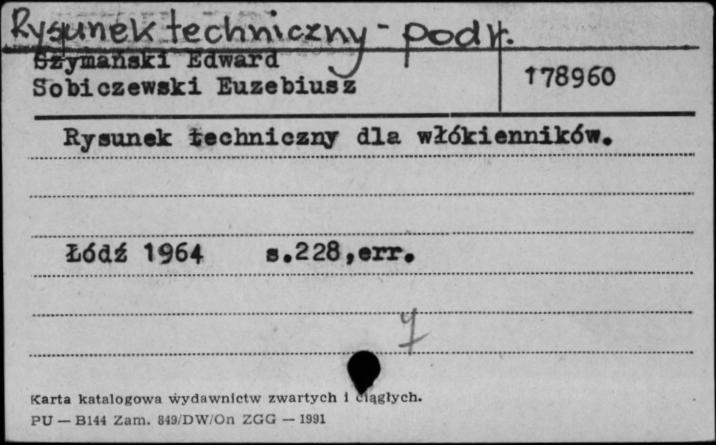 Rysunek techniczny - podr.
Szymański Edward
Sobiczewski Euzebiusz
178960
Rysunek techniczny dla włókienników.
Łódź 1964 s.228,err.
7
Karta katalogowa wydawnictw zwartych i ciągłych.
PU — B144 Zam. 849/DW/On ZGG — 1991